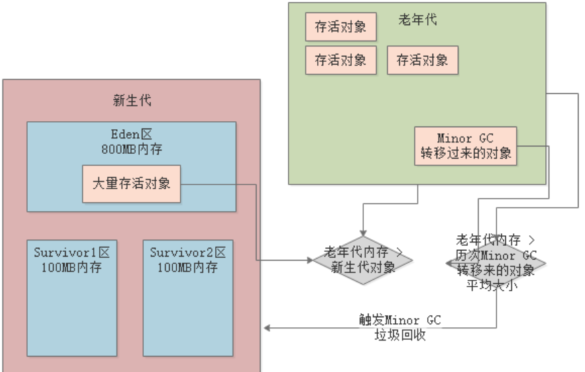 老年代
存活对象
存活对象
存活对象
Minor GC
转移过来的对象
新生代
Eden区
800MB内存
大量存活对象
Survivor1区
100MB内存
Survivor2区
100MB内存
老年代内存 >
新生代对象
老年代内存 >
历次Minor GC
转移来的对象
平均大小
触发Minor GC
垃圾回收